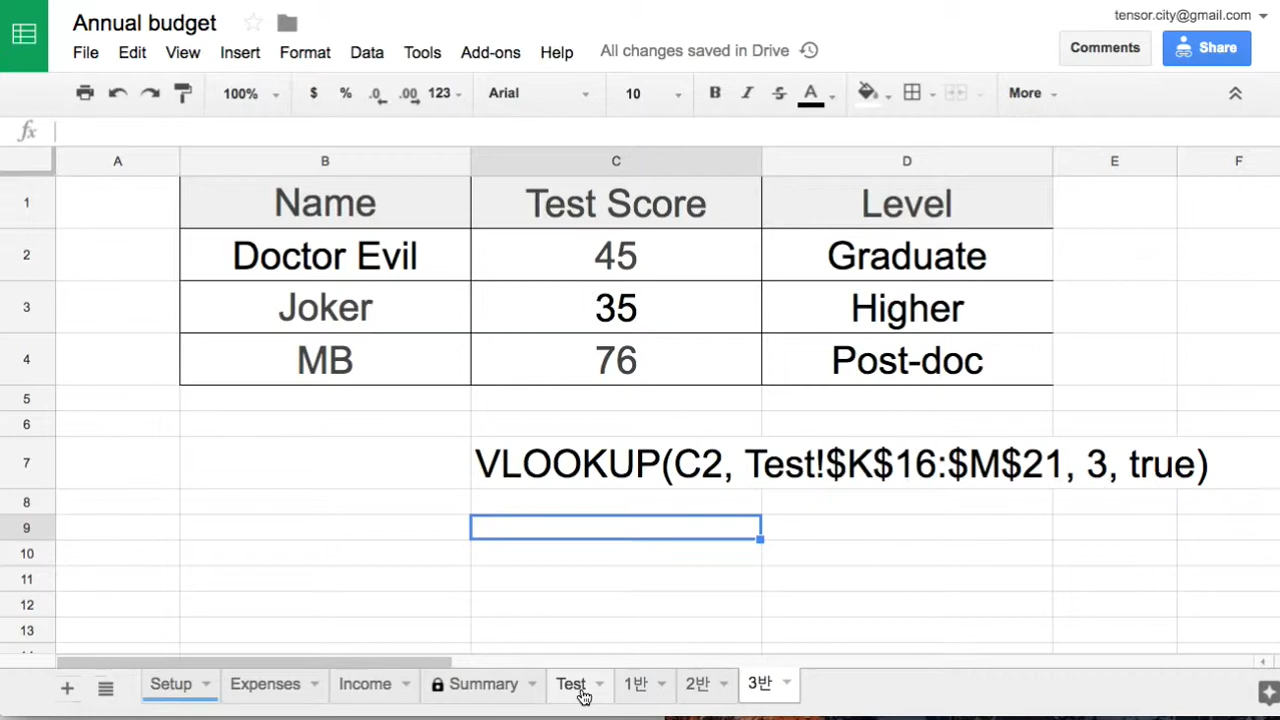 Annual budget
tensor.city@gmail.com
File Edit View Insert Format Data Tools Add-ons Help All changes saved in Drive
Comments Share
100% $ % .0 .00 123 Arial 10 B I S A More
fx
A B C D E F
1 Name Test Score Level
2 Doctor Evil 45 Graduate
3 Joker 35 Higher
4 MB 76 Post-doc
5
6
7 VLOOKUP(C2, Test!$K$16:$M$21, 3, true)
8
9
10
11
12
13
Setup Expenses Income Summary Test 1반 2반 3반